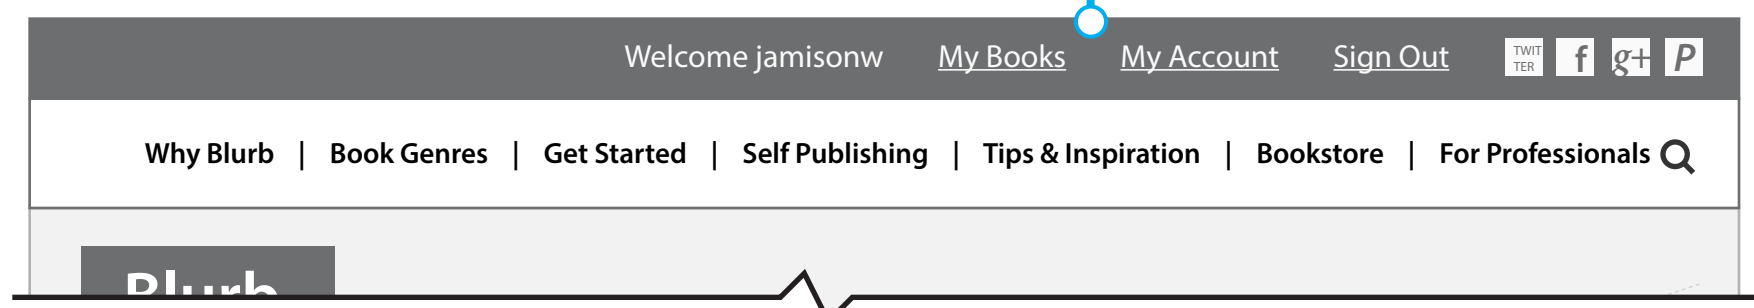 Welcome jamisonw My Books My Account Sign Out TWIT TER f g+ P
Why Blurb | Book Genres | Get Started | Self Publishing | Tips & Inspiration | Bookstore | For Professionals
Blurb